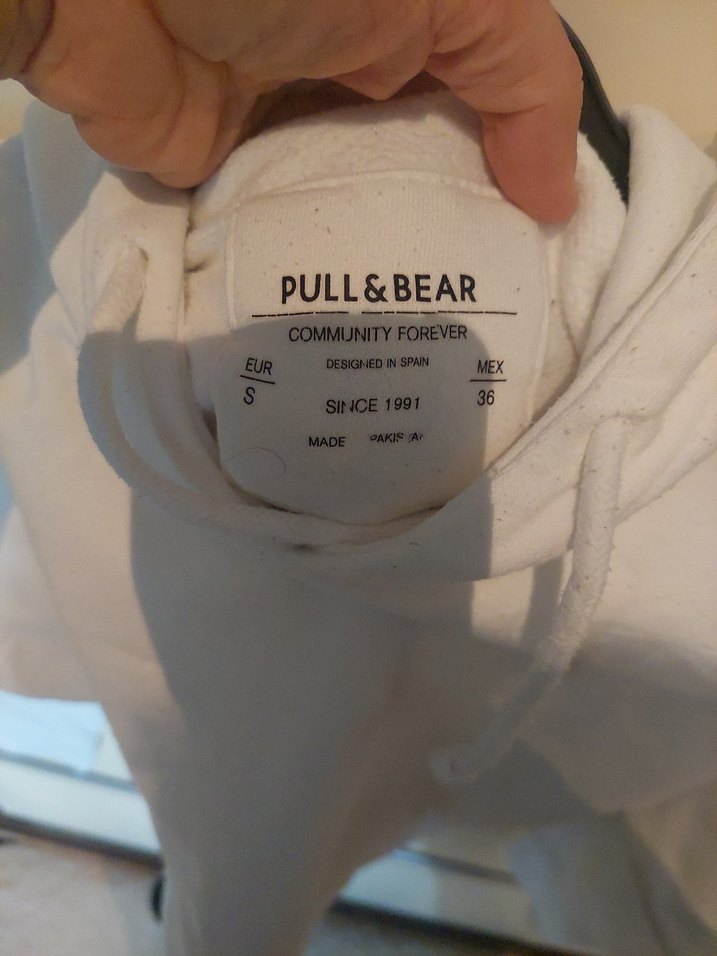 PULL&BEAR
COMMUNITY FOREVER
DESIGNED IN SPAIN
EUR
S
MEX
36
SINCE 1991
MADE